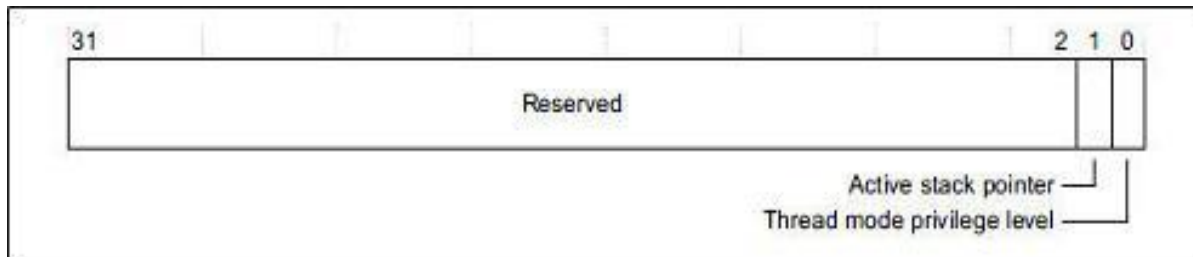 31 2 1 0
Reserved
Active stack pointer
Thread mode privilege level